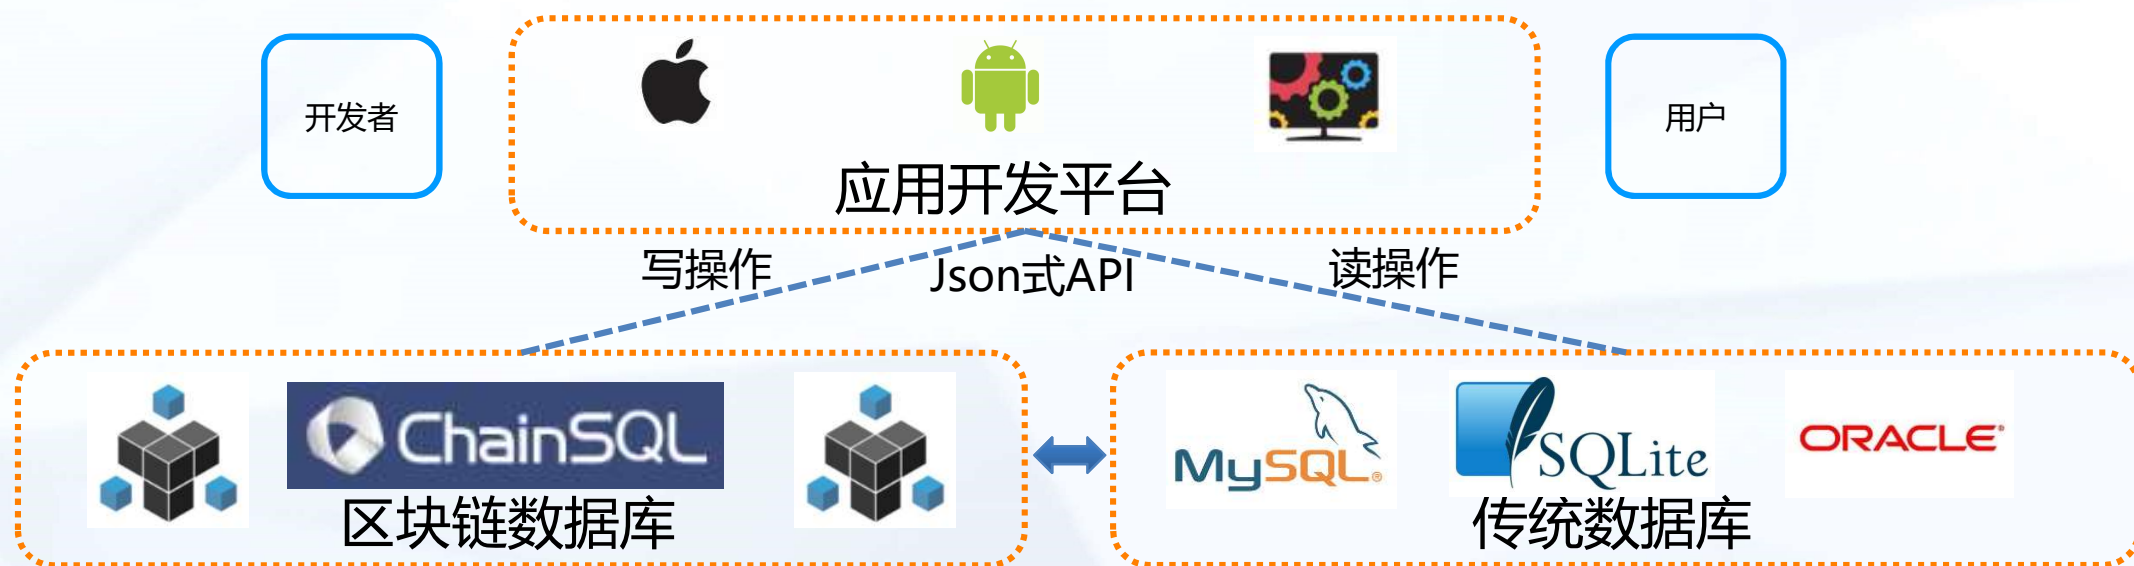 开发者
用户
应用开发平台
写操作
Json式API
读操作
ChainSQL
区块链数据库
MySQL®
SQLite
ORACLE®
传统数据库